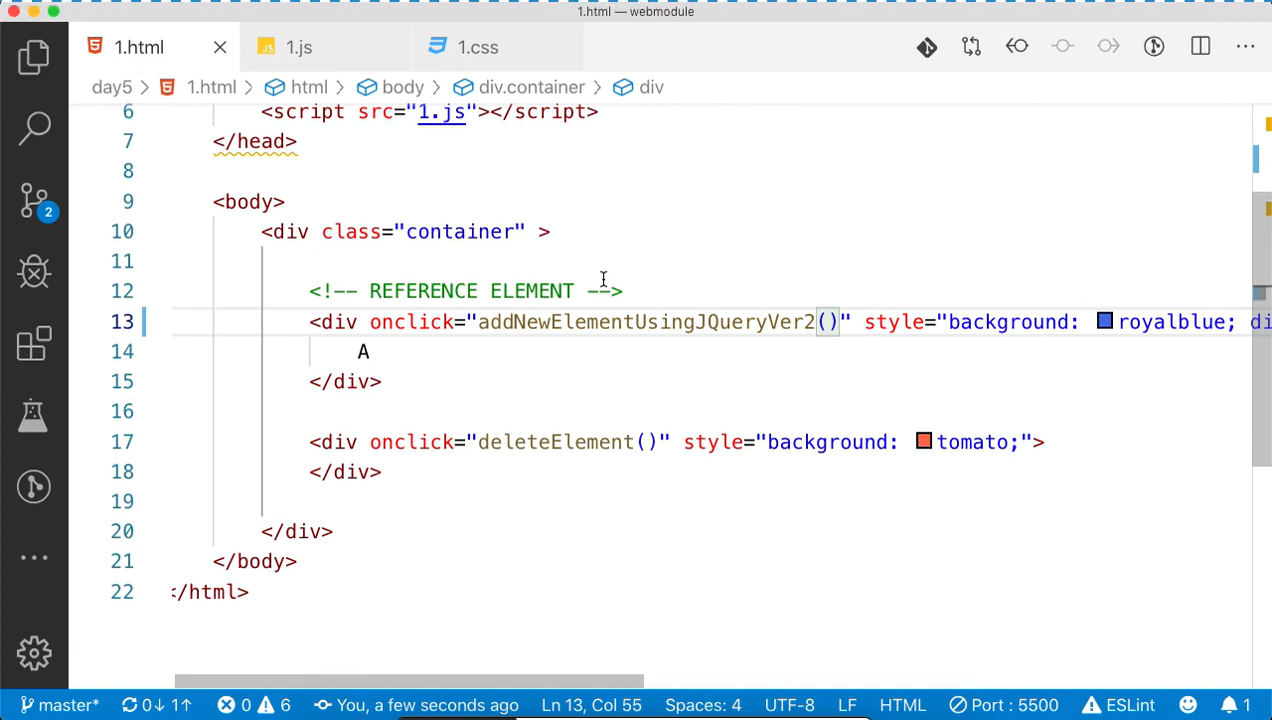 1.html — webmodule
1.html
JS 1.js
1.css
day5 > 1.html > html > body > div.container > div
6 <script src="1.js"></script>
7 </head>
8
9 <body>
10 <div class="container" >
11
12 <!-- REFERENCE ELEMENT -->
13 <div onclick="addNewElementUsingJQueryVer2()" style="background: royalblue; di
14 A
15 </div>
16
17 <div onclick="deleteElement()" style="background: tomato;">
18 </div>
19
20 </div>
21 </body>
22 </html>
2
master* 0↓ 1↑ 0 6 You, a few seconds ago Ln 13, Col 55 Spaces: 4 UTF-8 LF HTML Port : 5500 ESLint 1